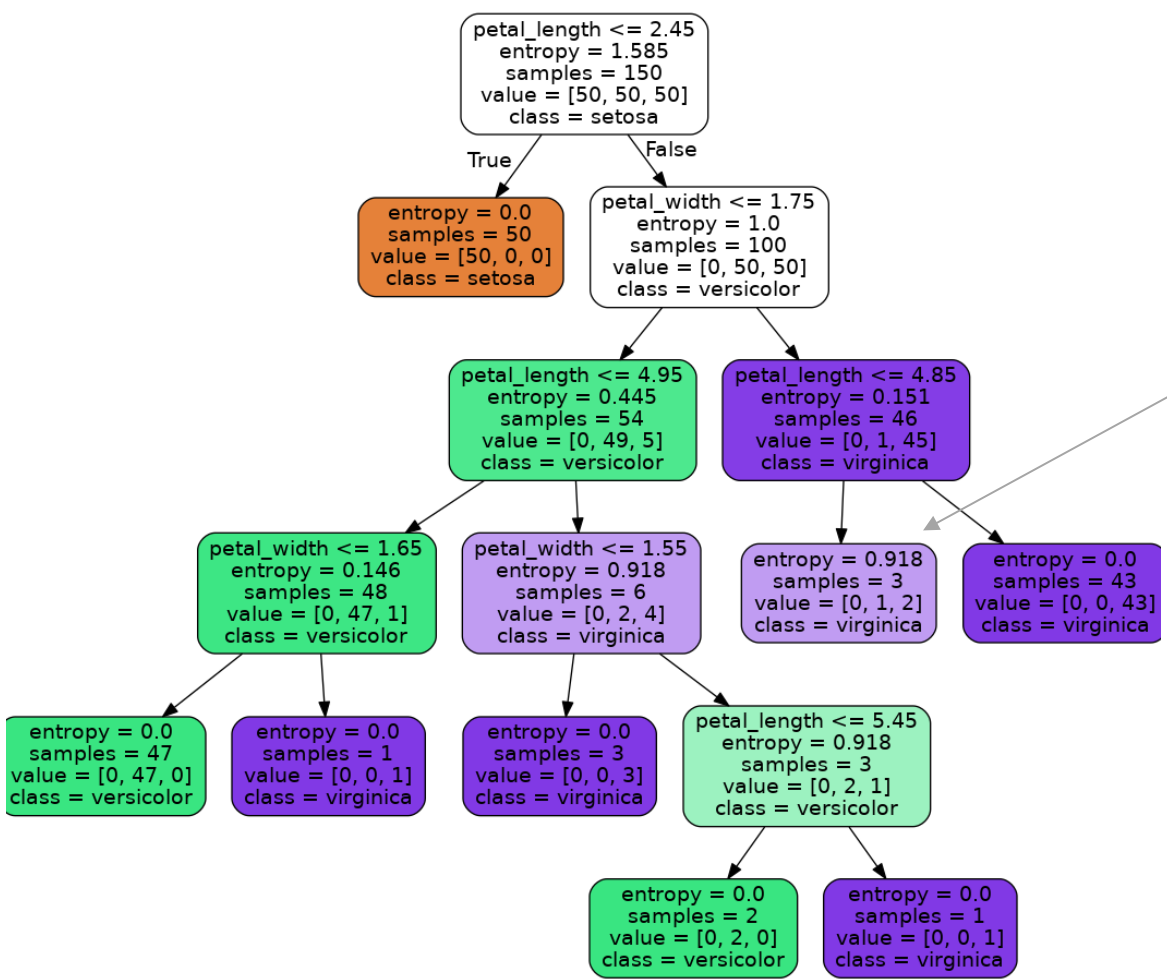 petal_length <= 2.45
entropy = 1.585
samples = 150
value = [50, 50, 50]
class = setosa
True
False
entropy = 0.0
samples = 50
value = [50, 0, 0]
class = setosa
petal_width <= 1.75
entropy = 1.0
samples = 100
value = [0, 50, 50]
class = versicolor
petal_length <= 4.95
entropy = 0.445
samples = 54
value = [0, 49, 5]
class = versicolor
petal_length <= 4.85
entropy = 0.151
samples = 46
value = [0, 1, 45]
class = virginica
petal_width <= 1.65
entropy = 0.146
samples = 48
value = [0, 47, 1]
class = versicolor
petal_width <= 1.55
entropy = 0.918
samples = 6
value = [0, 2, 4]
class = virginica
entropy = 0.918
samples = 3
value = [0, 1, 2]
class = virginica
entropy = 0.0
samples = 43
value = [0, 0, 43]
class = virginica
entropy = 0.0
samples = 47
value = [0, 47, 0]
class = versicolor
entropy = 0.0
samples = 1
value = [0, 0, 1]
class = virginica
entropy = 0.0
samples = 3
value = [0, 0, 3]
class = virginica
petal_length <= 5.45
entropy = 0.918
samples = 3
value = [0, 2, 1]
class = versicolor
entropy = 0.0
samples = 2
value = [0, 2, 0]
class = versicolor
entropy = 0.0
samples = 1
value = [0, 0, 1]
class = virginica